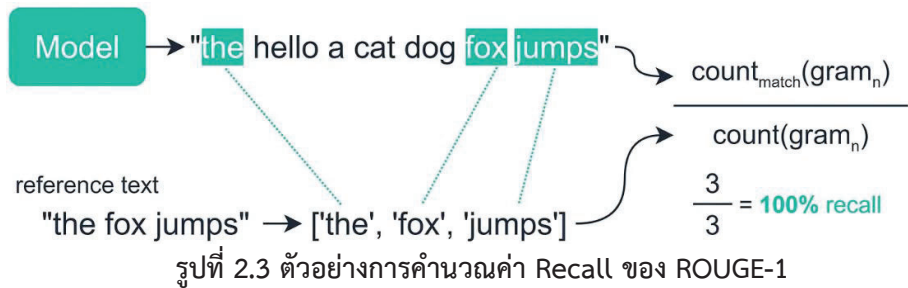 Model
"the hello a cat dog fox jumps"
count_match(gram_n)
count(gram_n)
reference text
"the fox jumps"
['the', 'fox', 'jumps']
3
3
= 100% recall
รูปที่ 2.3 ตัวอย่างการคำนวณค่า Recall ของ ROUGE-1